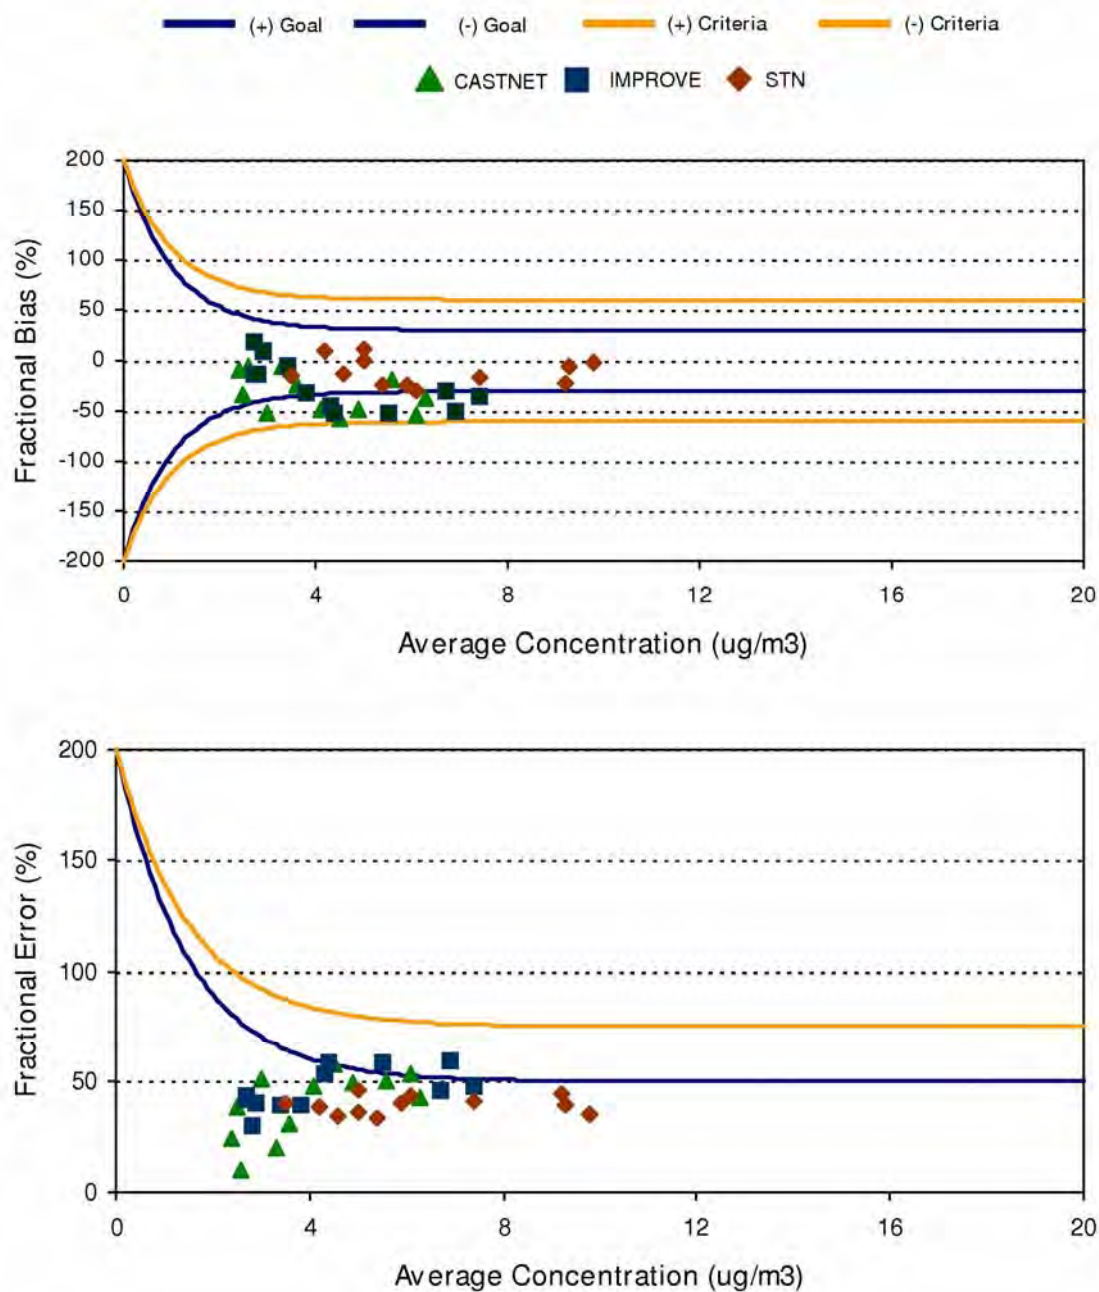 (+) Goal (-) Goal (+) Criteria (-) Criteria
CASTNET IMPROVE STN
200
150
100
50
0
-50
-100
-150
-200
Fractional Bias (%)
0 4 8 12 16 20
Average Concentration (ug/m3)
200
150
100
50
0
Fractional Error (%)
0 4 8 12 16 20
Average Concentration (ug/m3)